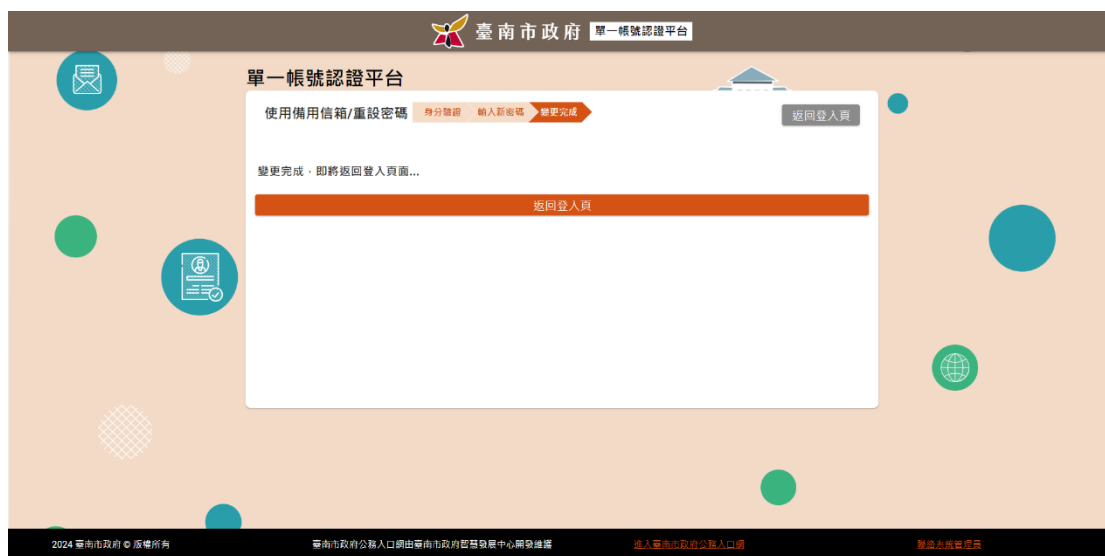 臺南市政府 單一帳號認證平台
單一帳號認證平台
使用備用信箱/重設密碼 身分驗證 輸入新密碼 變更完成 返回登入頁
變更完成，即將返回登入頁面...
返回登入頁
2024 臺南市政府 © 版權所有 臺南市政府公務入口網由臺南市政府智慧發展中心開發維護 進入臺南市政府公務入口網 聯絡系統管理員